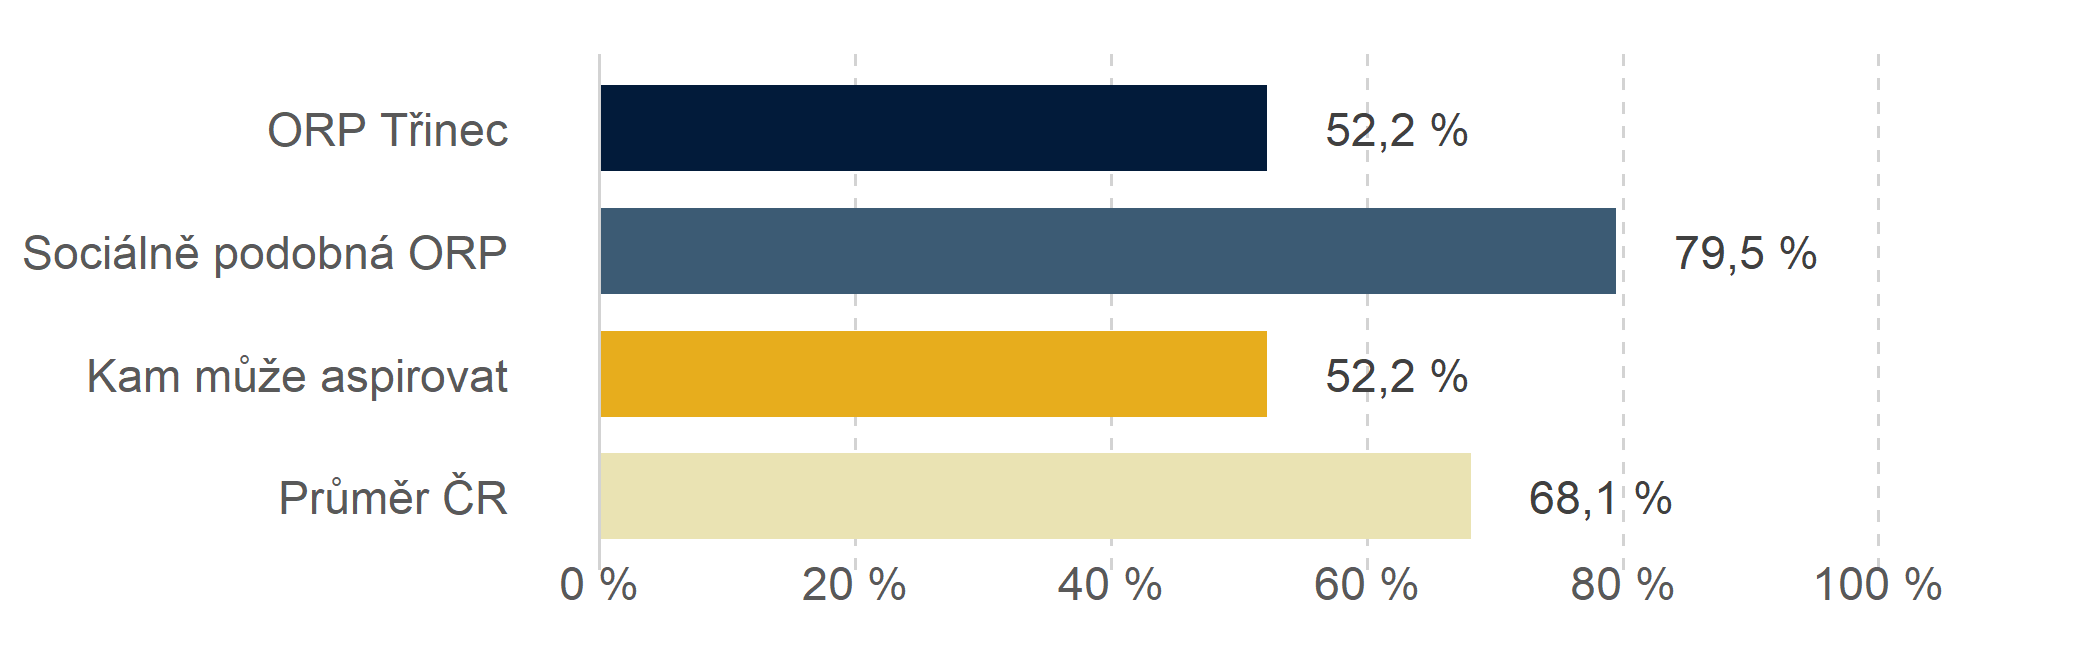 ORP Třinec 52,2 %
Sociálně podobná ORP 79,5 %
Kam může aspirovat 52,2 %
Průměr ČR 68,1 %
0 % 20 % 40 % 60 % 80 % 100 %